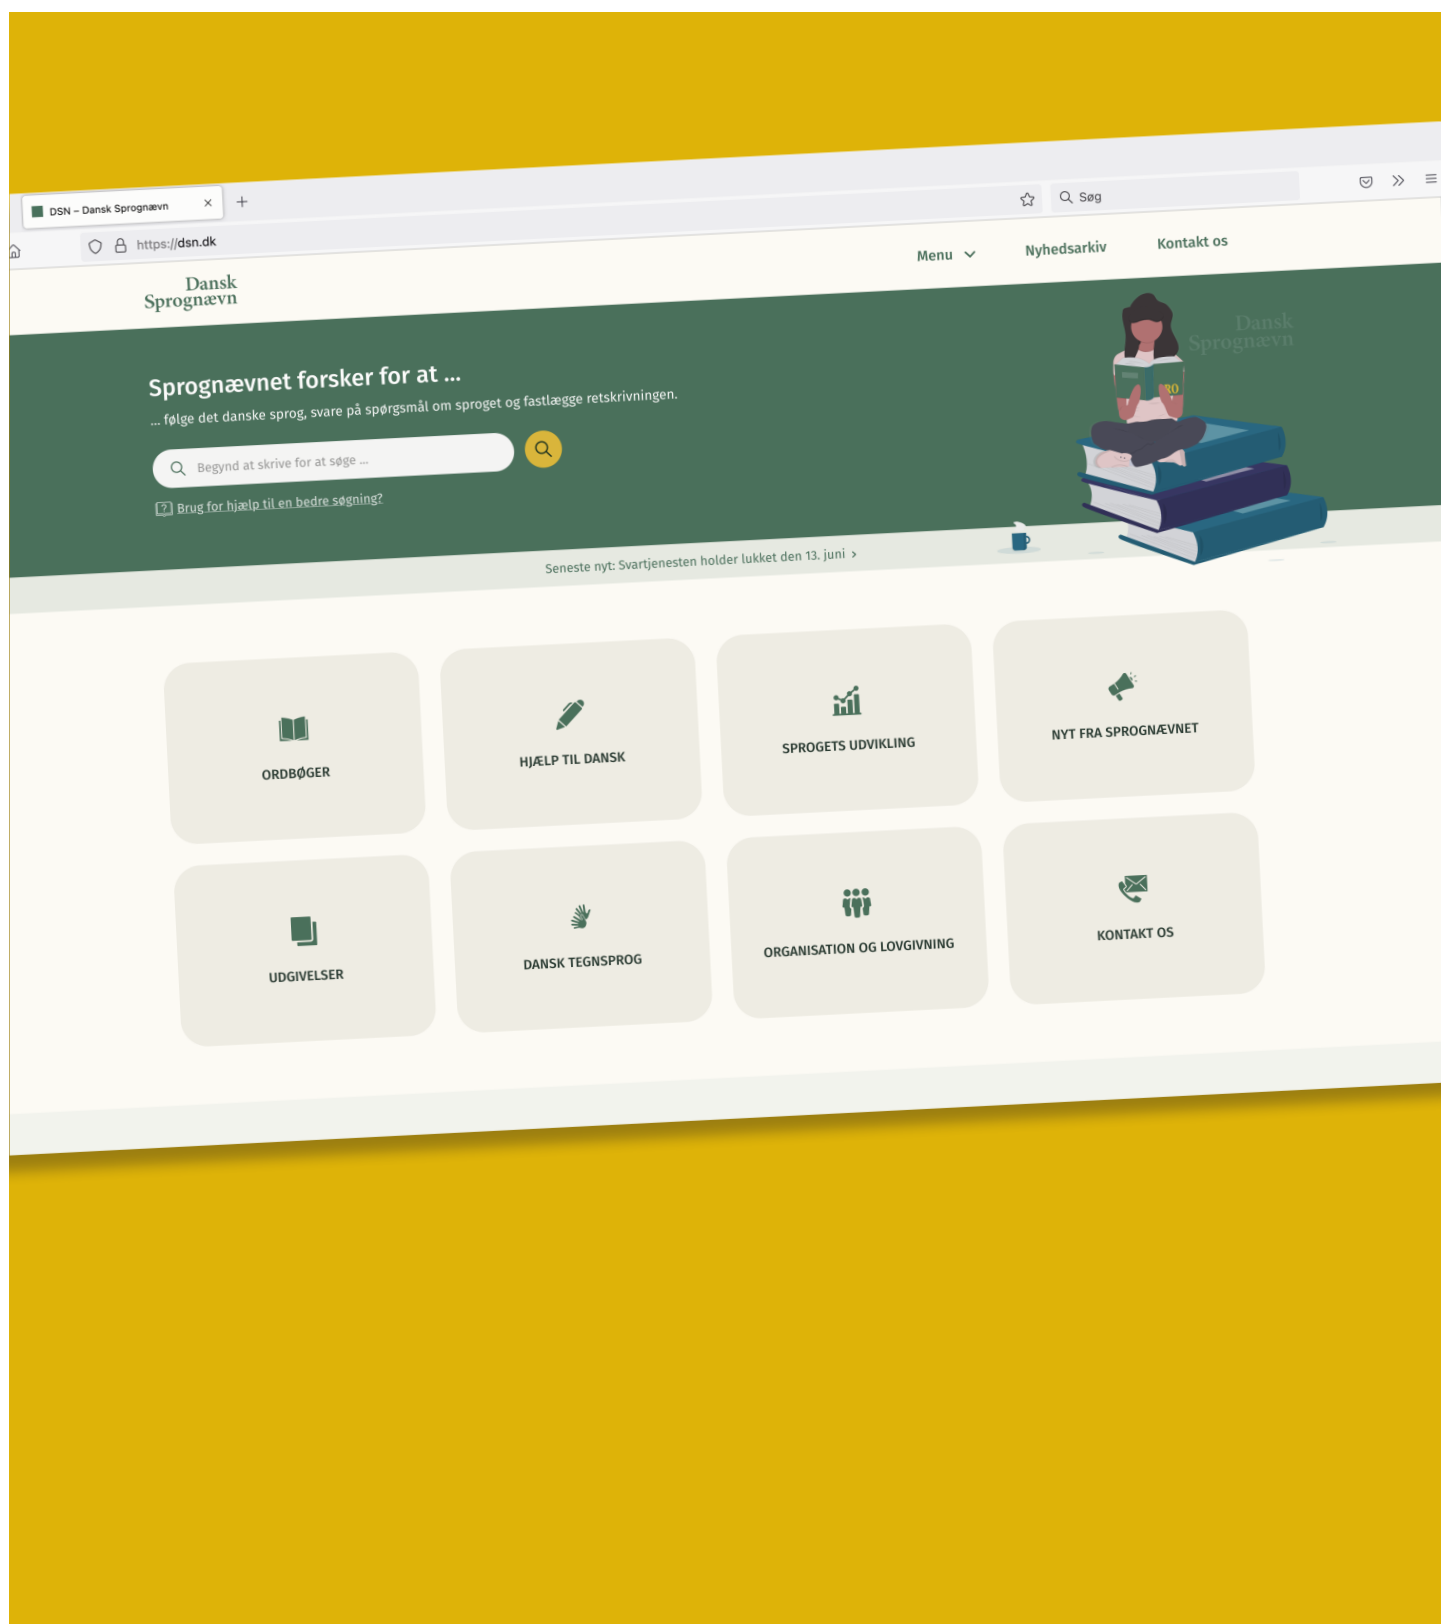 DSN – Dansk Sprognævn
https://dsn.dk
Søg
Dansk
Sprognævn
Menu
Nyhedsarkiv
Kontakt os
Sprognævnet forsker for at ...
... følge det danske sprog, svare på spørgsmål om sproget og fastlægge retskrivningen.
Begynd at skrive for at søge ...
Brug for hjælp til en bedre søgning?
Dansk
Sprognævn
RO
Seneste nyt: Svartjenesten holder lukket den 13. juni
ORDBØGER
HJÆLP TIL DANSK
SPROGETS UDVIKLING
NYT FRA SPROGNÆVNET
UDGIVELSER
DANSK TEGNSPROG
ORGANISATION OG LOVGIVNING
KONTAKT OS